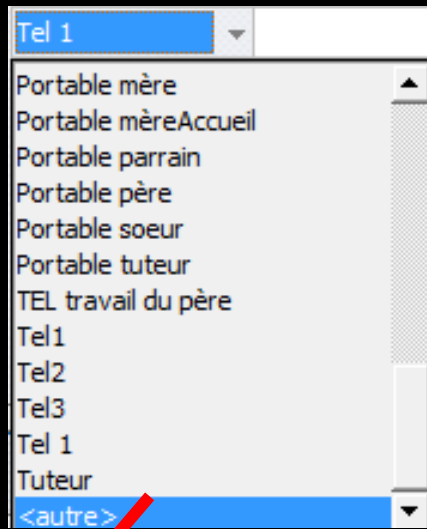 Tel 1
Portable mère
Portable mèreAccueil
Portable parrain
Portable père
Portable soeur
Portable tuteur
TEL travail du père
Tel1
Tel2
Tel3
Tel 1
Tuteur
<autre>